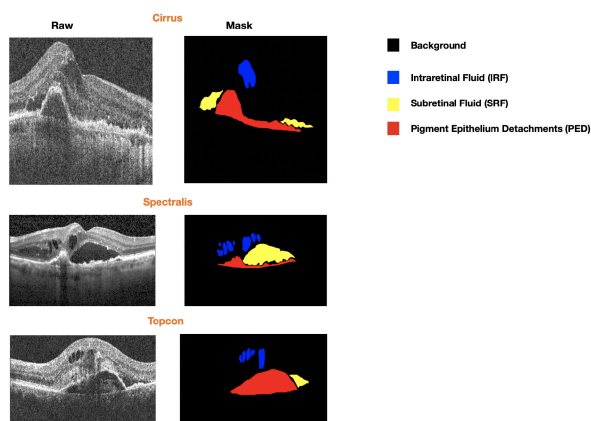 Cirrus
Raw
Mask
Background
Intraretinal Fluid (IRF)
Subretinal Fluid (SRF)
Pigment Epithelium Detachments (PED)
Spectralis
Topcon